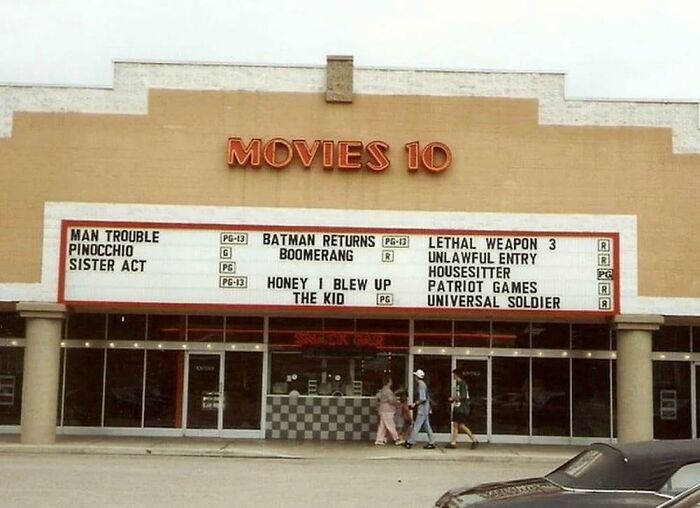 MOVIES 10
MAN TROUBLE PG-13
PINOCCHIO G
SISTER ACT PG
PG-13
BATMAN RETURNS PG-13
BOOMERANG R
HONEY I BLEW UP
THE KID PG
LETHAL WEAPON 3 R
UNLAWFUL ENTRY R
HOUSESITTER PG
PATRIOT GAMES R
UNIVERSAL SOLDIER R
SNACK BAR